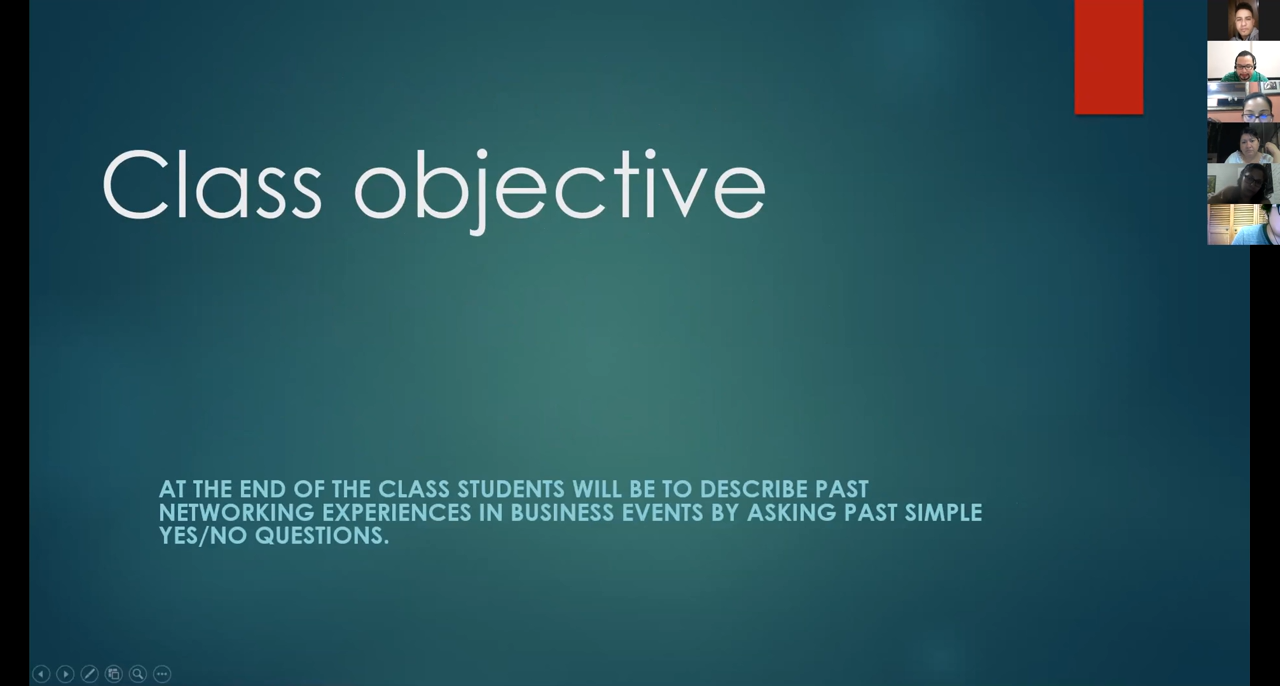 Class objective
AT THE END OF THE CLASS STUDENTS WILL BE TO DESCRIBE PAST
NETWORKING EXPERIENCES IN BUSINESS EVENTS BY ASKING PAST SIMPLE
YES/NO QUESTIONS.